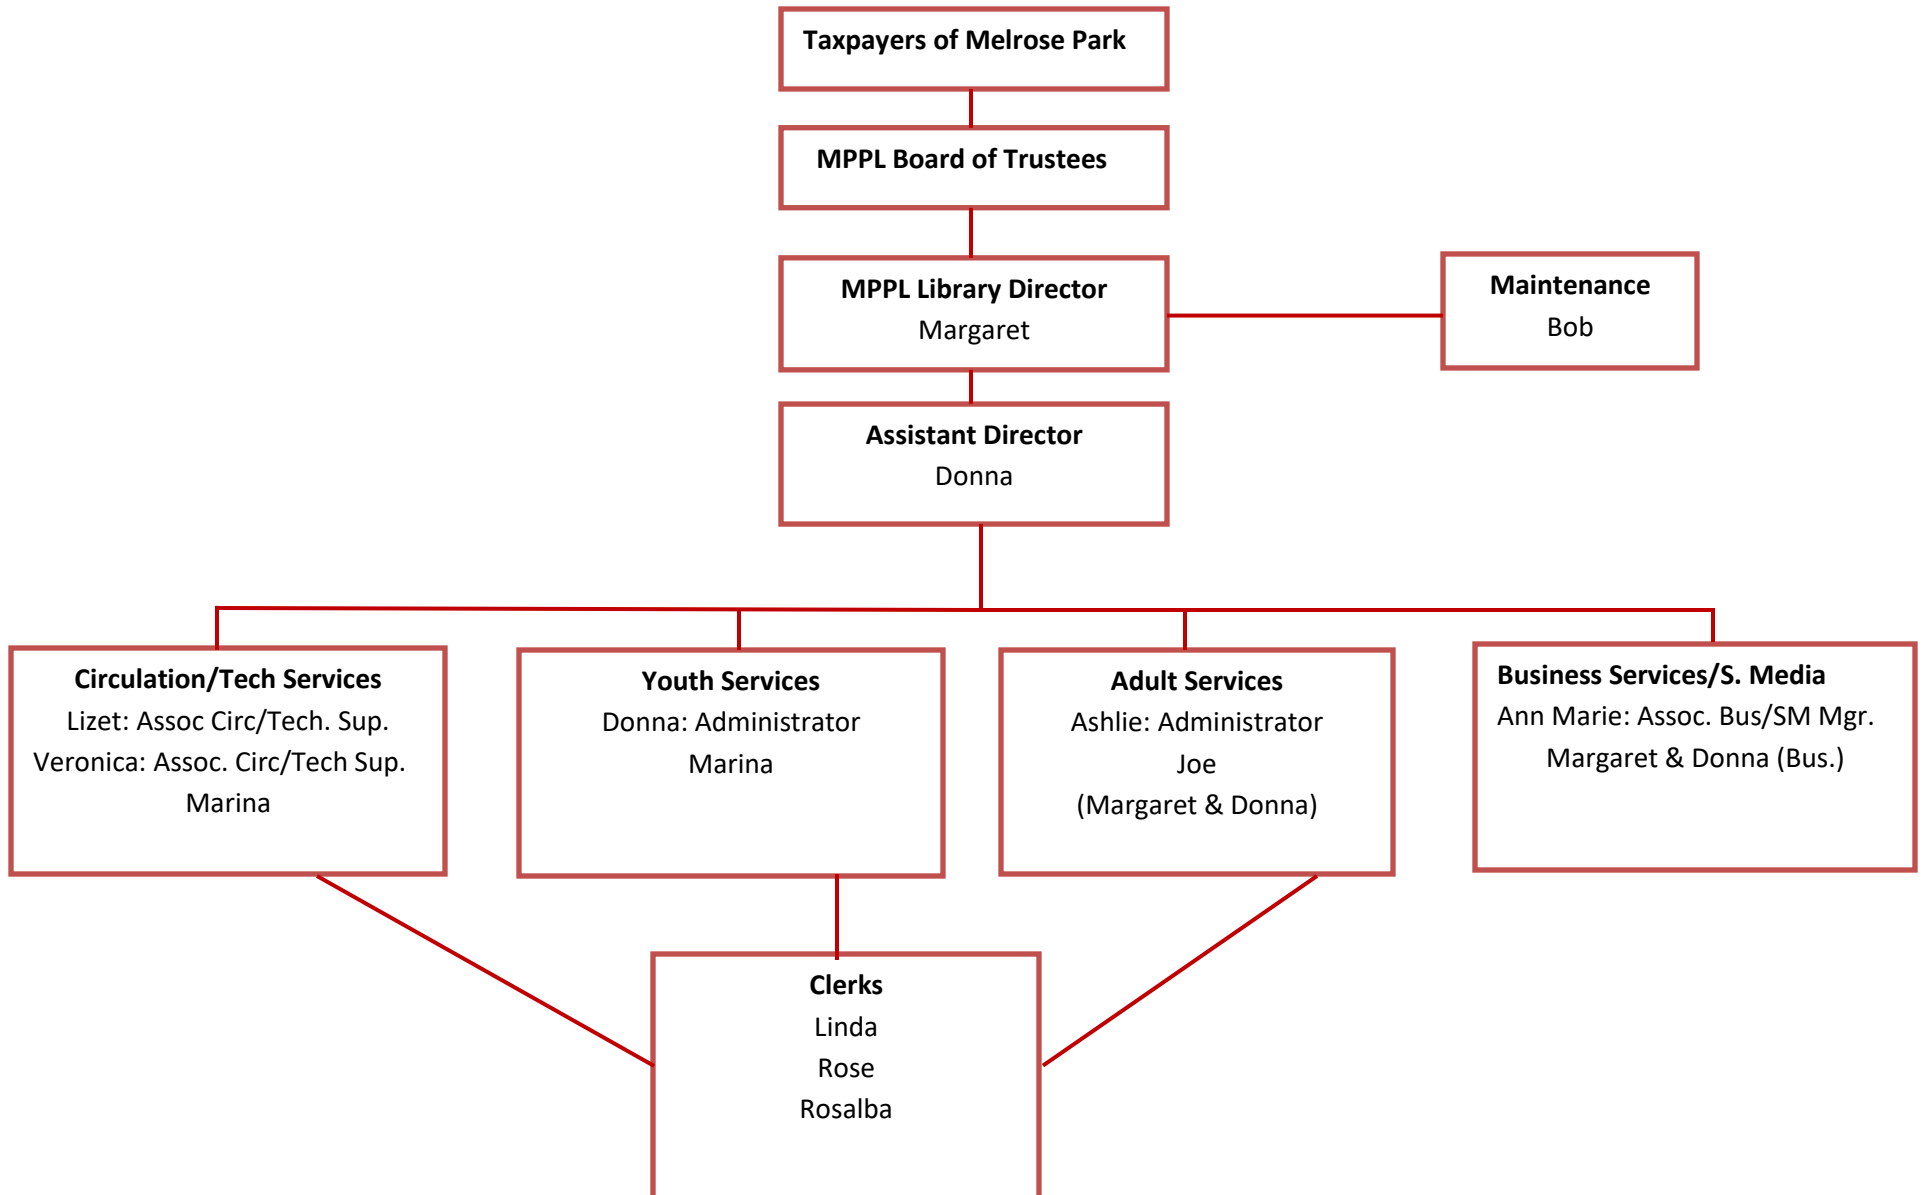 Taxpayers of Melrose Park
MPPL Board of Trustees
MPPL Library Director
Margaret
Maintenance
Bob
Assistant Director
Donna
Circulation/Tech Services
Lizet: Assoc Circ/Tech. Sup.
Veronica: Assoc. Circ/Tech Sup.
Marina
Youth Services
Donna: Administrator
Marina
Adult Services
Ashlie: Administrator
Joe
(Margaret & Donna)
Business Services/S. Media
Ann Marie: Assoc. Bus/SM Mgr.
Margaret & Donna (Bus.)
Clerks
Linda
Rose
Rosalba